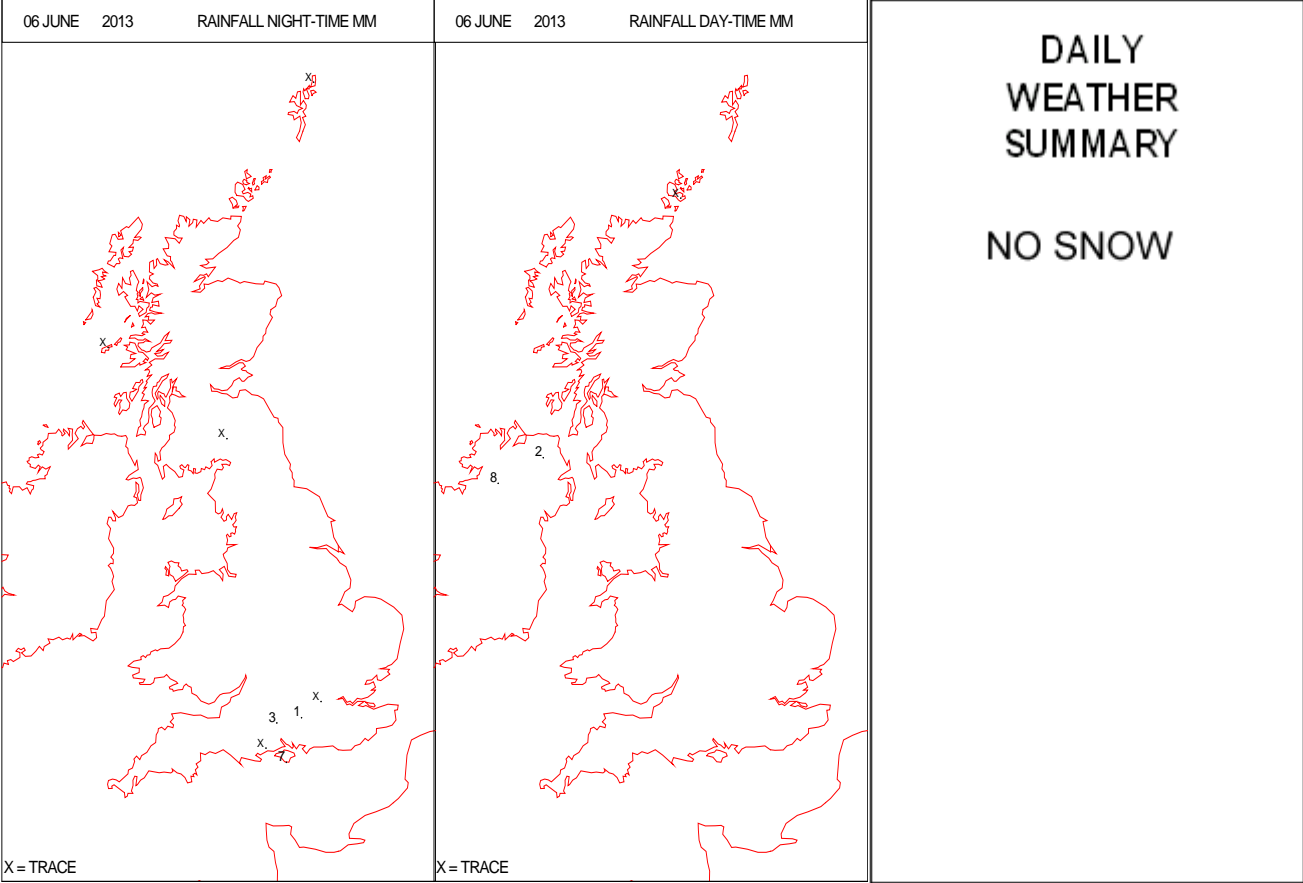 06 JUNE 2013 RAINFALL NIGHT-TIME MM
X
X
X.
X.
1.
3.
X.
7.
X = TRACE
06 JUNE 2013 RAINFALL DAY-TIME MM
X.
2.
8.
X = TRACE
DAILY
WEATHER
SUMMARY
NO SNOW